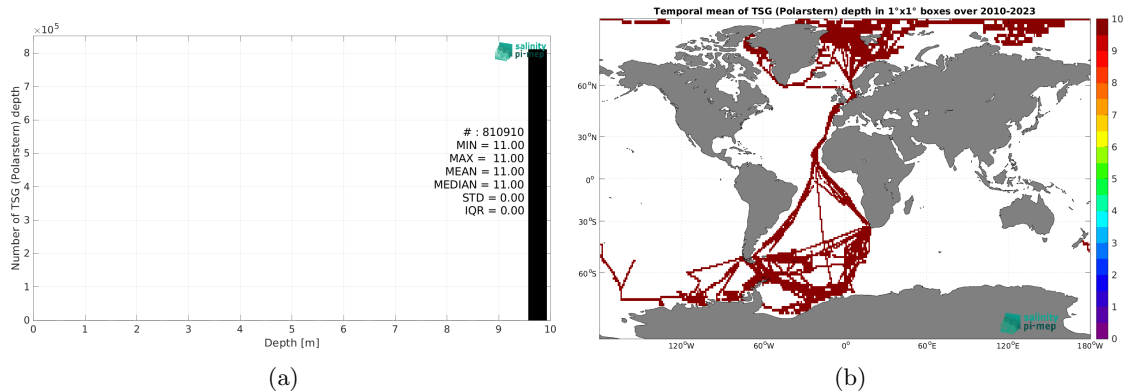 ×10⁵
8
7
6
5
4
3
2
1
0
Number of TSG (Polarstern) depth
salinity
pi-mep
# : 810910
MIN = 11.00
MAX = 11.00
MEAN = 11.00
MEDIAN = 11.00
STD = 0.00
IQR = 0.00
0 1 2 3 4 5 6 7 8 9 10
Depth [m]
(a)
Temporal mean of TSG (Polarstern) depth in 1°x1° boxes over 2010-2023
60°N
30°N
0°
30°S
60°S
120°W 60°W 0° 60°E 120°E 180°W
salinity
pi-mep
10
9
8
7
6
5
4
3
2
1
0
(b)